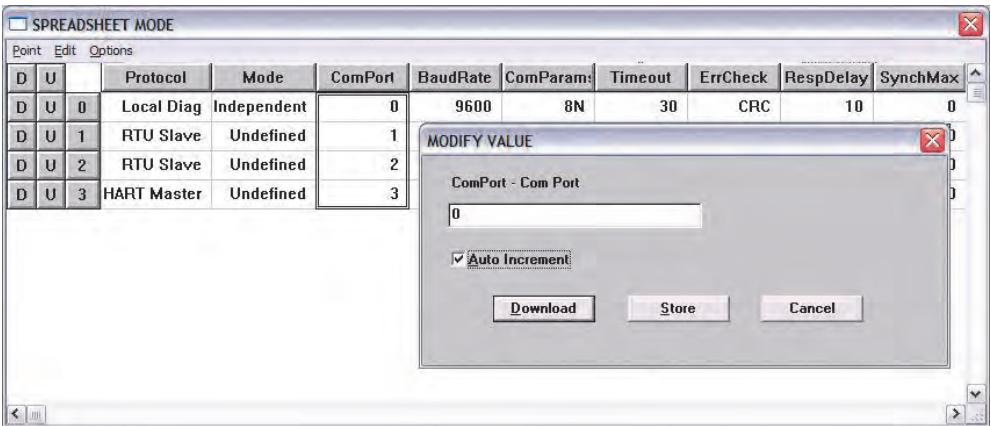 SPREADSHEET MODE
Point Edit Options
D U Protocol Mode ComPort BaudRate ComParams Timeout ErrCheck RespDelay SynchMax
D U 0 Local Diag Independent 0 9600 8N 30 CRC 10 0
D U 1 RTU Slave Undefined 1
D U 2 RTU Slave Undefined 2
D U 3 HART Master Undefined 3
MODIFY VALUE
ComPort - Com Port
0
Auto Increment
Download Store Cancel